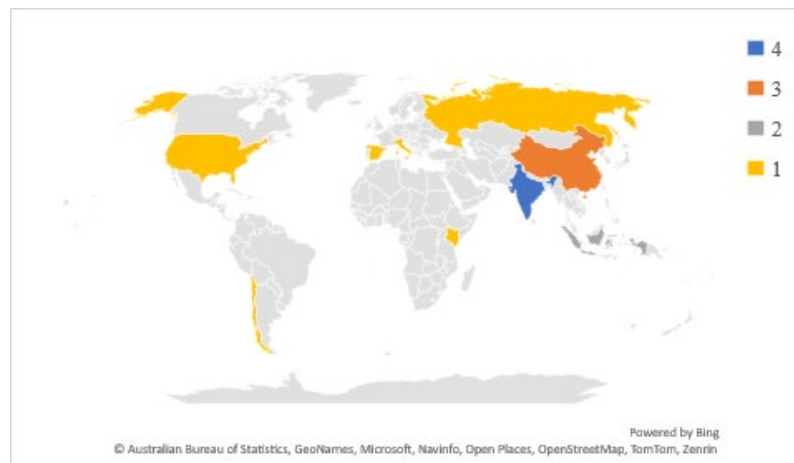 4
3
2
1
Powered by Bing
© Australian Bureau of Statistics, GeoNames, Microsoft, Navinfo, Open Places, OpenStreetMap, TomTom, Zenrin